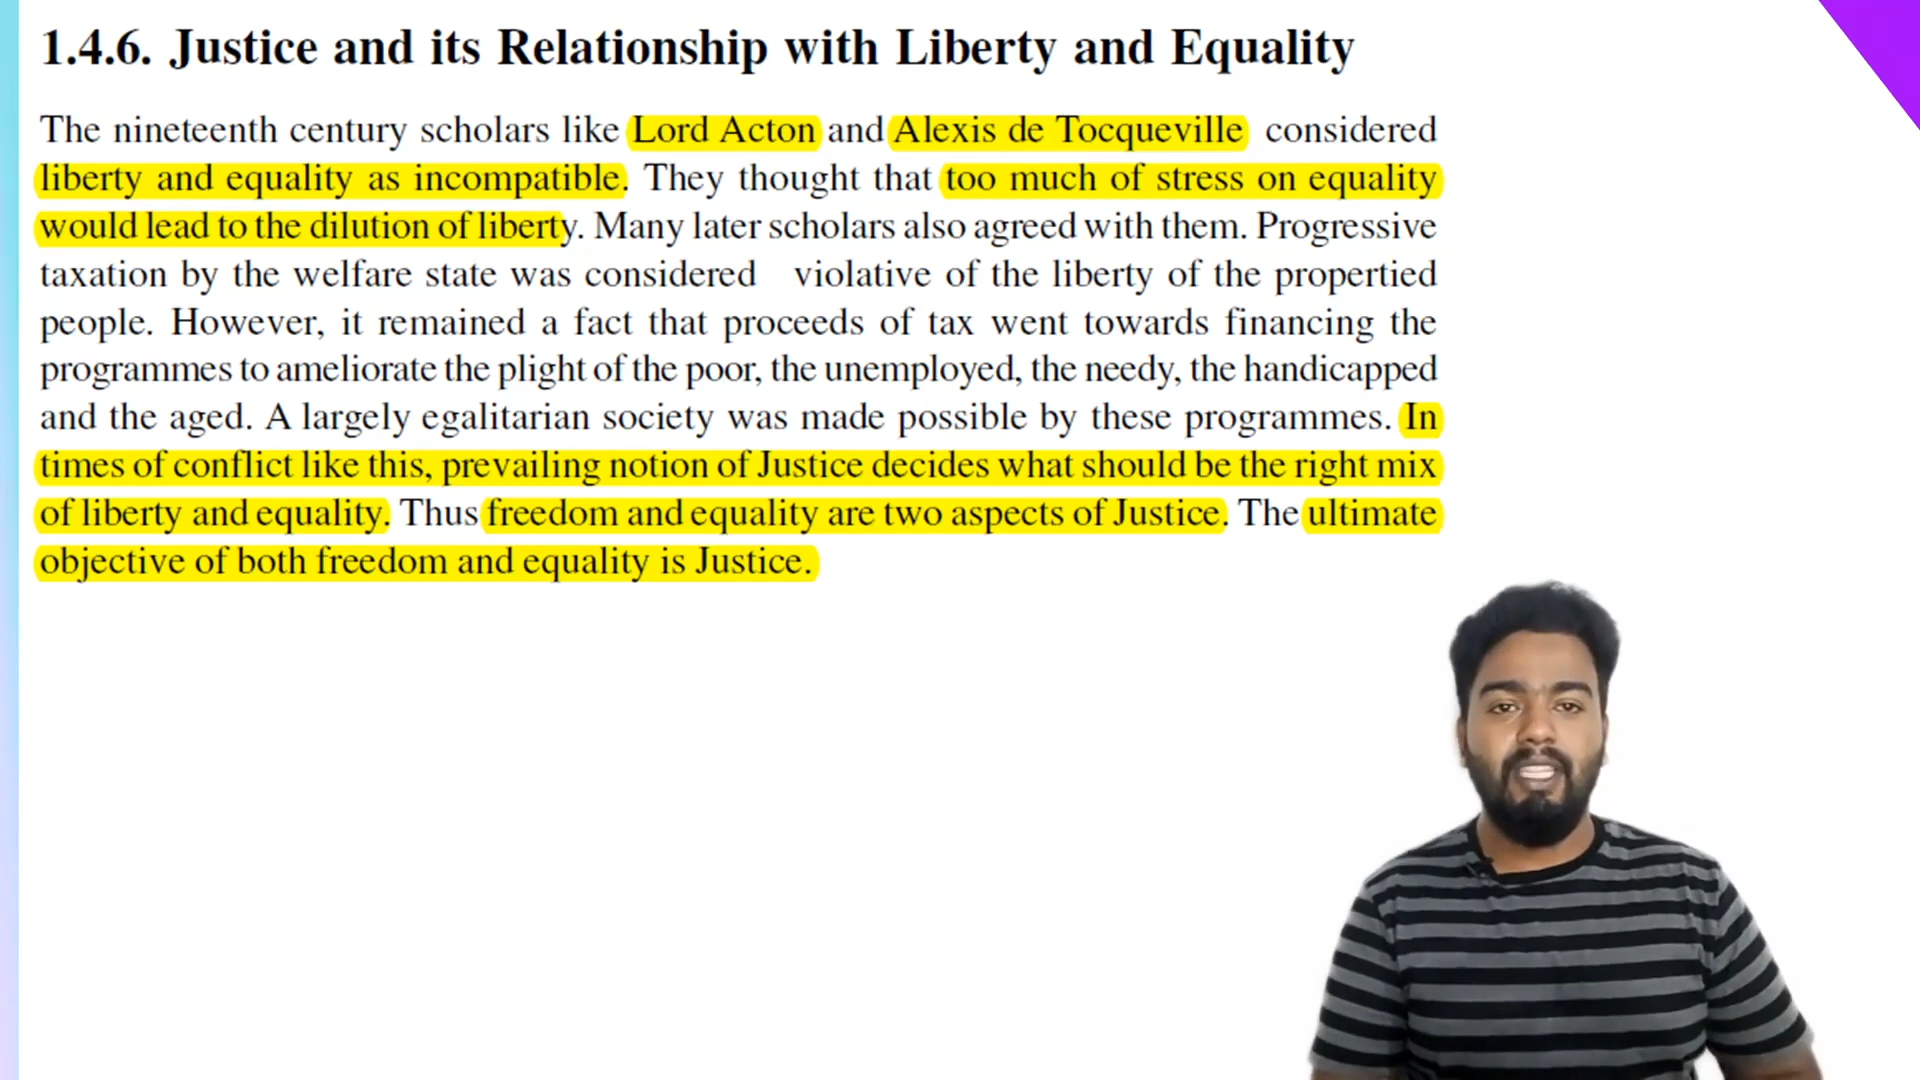 1.4.6. Justice and its Relationship with Liberty and Equality
The nineteenth century scholars like Lord Acton and Alexis de Tocqueville considered
liberty and equality as incompatible. They thought that too much of stress on equality
would lead to the dilution of liberty. Many later scholars also agreed with them. Progressive
taxation by the welfare state was considered violative of the liberty of the propertied
people. However, it remained a fact that proceeds of tax went towards financing the
programmes to ameliorate the plight of the poor, the unemployed, the needy, the handicapped
and the aged. A largely egalitarian society was made possible by these programmes. In
times of conflict like this, prevailing notion of Justice decides what should be the right mix
of liberty and equality. Thus freedom and equality are two aspects of Justice. The ultimate
objective of both freedom and equality is Justice.